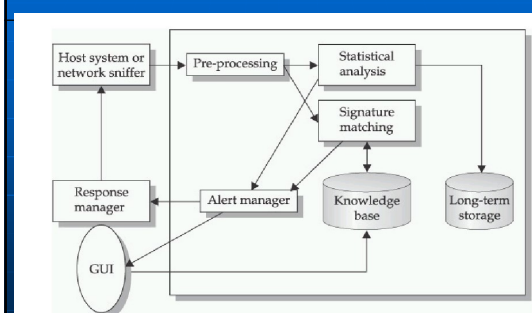 Host system or
network sniffer
Pre-processing
Statistical
analysis
Signature
matching
Response
manager
Alert manager
Knowledge
base
Long-term
storage
GUI